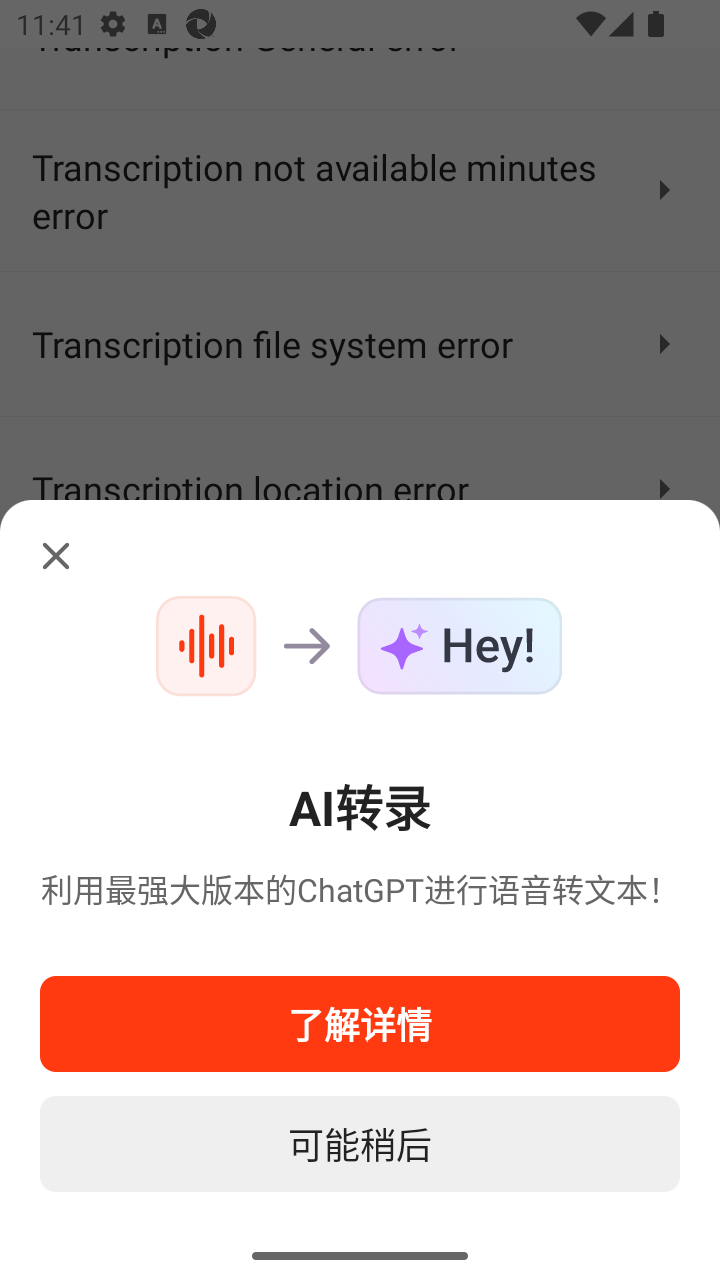 11:41
Transcription General error
Transcription not available minutes
error
Transcription file system error
Transcription location error
Hey!
AI转录
利用最强大版本的ChatGPT进行语音转文本！
了解详情
可能稍后